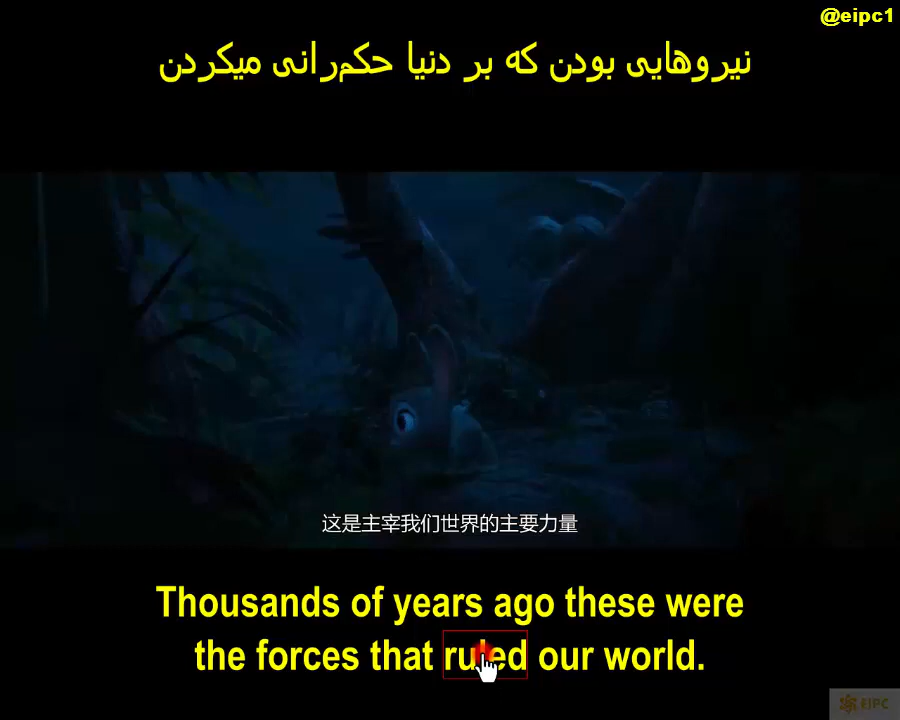 @eipc1
نیروهایی بودن که بر دنیا حکم‌رانی میکردن
这是主宰我们世界的主要力量
Thousands of years ago these were
the forces that ruled our world.
EIPC